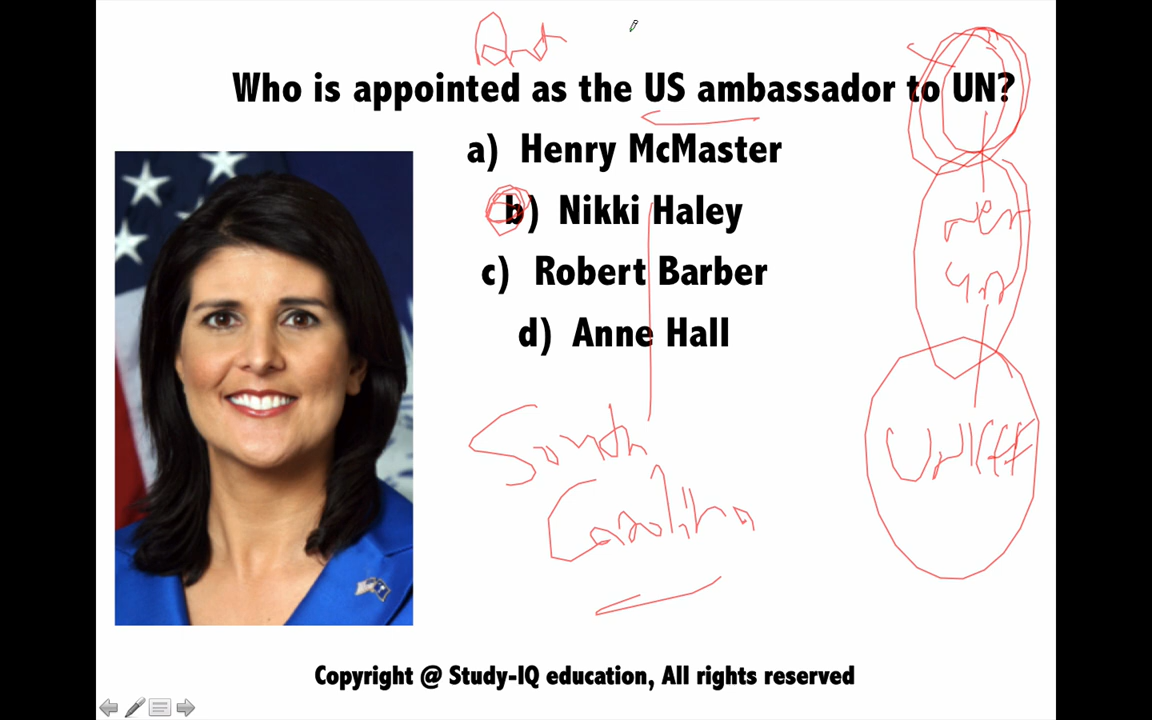 Who is appointed as the US ambassador to UN?
a) Henry McMaster
b) Nikki Haley
c) Robert Barber
d) Anne Hall
South
Carolina
Copyright @ Study-IQ education, All rights reserved